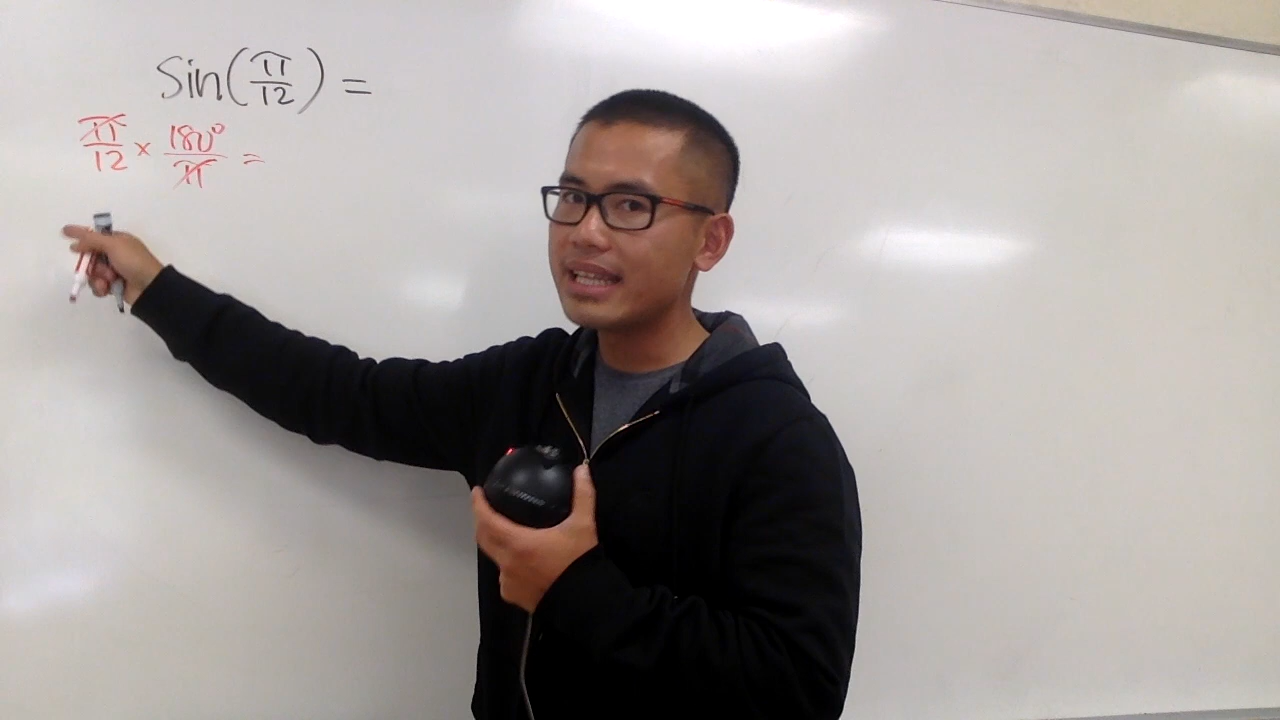 Sin(π/12) =
π/12 × 180°/π =